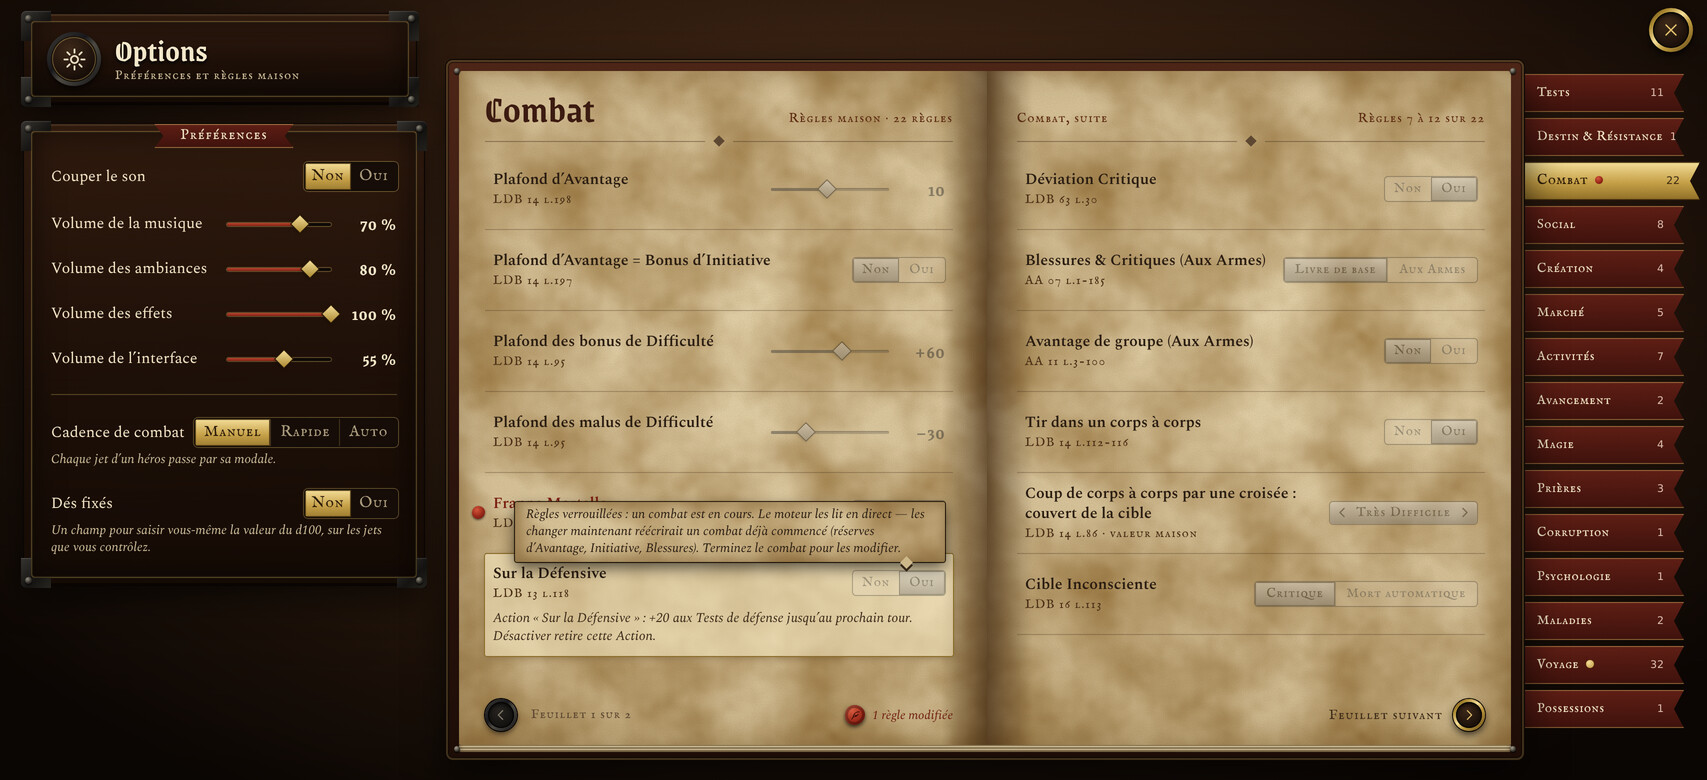 Options
Préférences et règles maison
Préférences
Couper le son
Non Oui
Volume de la musique 70 %
Volume des ambiances 80 %
Volume des effets 100 %
Volume de l'interface 55 %
Cadence de combat Manuel Rapide Auto
Chaque jet d'un héros passe par sa modale.
Dés fixés Non Oui
Un champ pour saisir vous-même la valeur du d100, sur les jets
que vous contrôlez.
Combat
Règles maison · 22 règles
Plafond d'Avantage 10
LDB 14 l.198
Plafond d'Avantage = Bonus d'Initiative Non Oui
LDB 14 l.197
Plafond des bonus de Difficulté +60
LDB 14 l.95
Plafond des malus de Difficulté −30
LDB 14 l.95
LD
Règles verrouillées : un combat est en cours. Le moteur les lit en direct — les
changer maintenant réécrirait un combat déjà commencé (réserves
d'Avantage, Initiative, Blessures). Terminez le combat pour les modifier.
Sur la Défensive Non Oui
LDB 13 l.118
Action « Sur la Défensive » : +20 aux Tests de défense jusqu'au prochain tour.
Désactiver retire cette Action.
Feuillet 1 sur 2
1 règle modifiée
Combat, suite
Règles 7 à 12 sur 22
Déviation Critique Non Oui
LDB 63 l.30
Blessures & Critiques (Aux Armes) Livre de base Aux Armes
AA 07 l.1-185
Avantage de groupe (Aux Armes) Non Oui
AA 11 l.3-100
Tir dans un corps à corps Non Oui
LDB 14 l.112-116
Coup de corps à corps par une croisée :
couvert de la cible
Très Difficile
LDB 14 l.86 · valeur maison
Cible Inconsciente Critique Mort automatique
LDB 16 l.113
Feuillet suivant
Tests 11
Destin & Résistance 1
Combat 22
Social 8
Création 4
Marché 5
Activités 7
Avancement 2
Magie 4
Prières 3
Corruption 1
Psychologie 1
Maladies 2
Voyage 32
Possessions 1